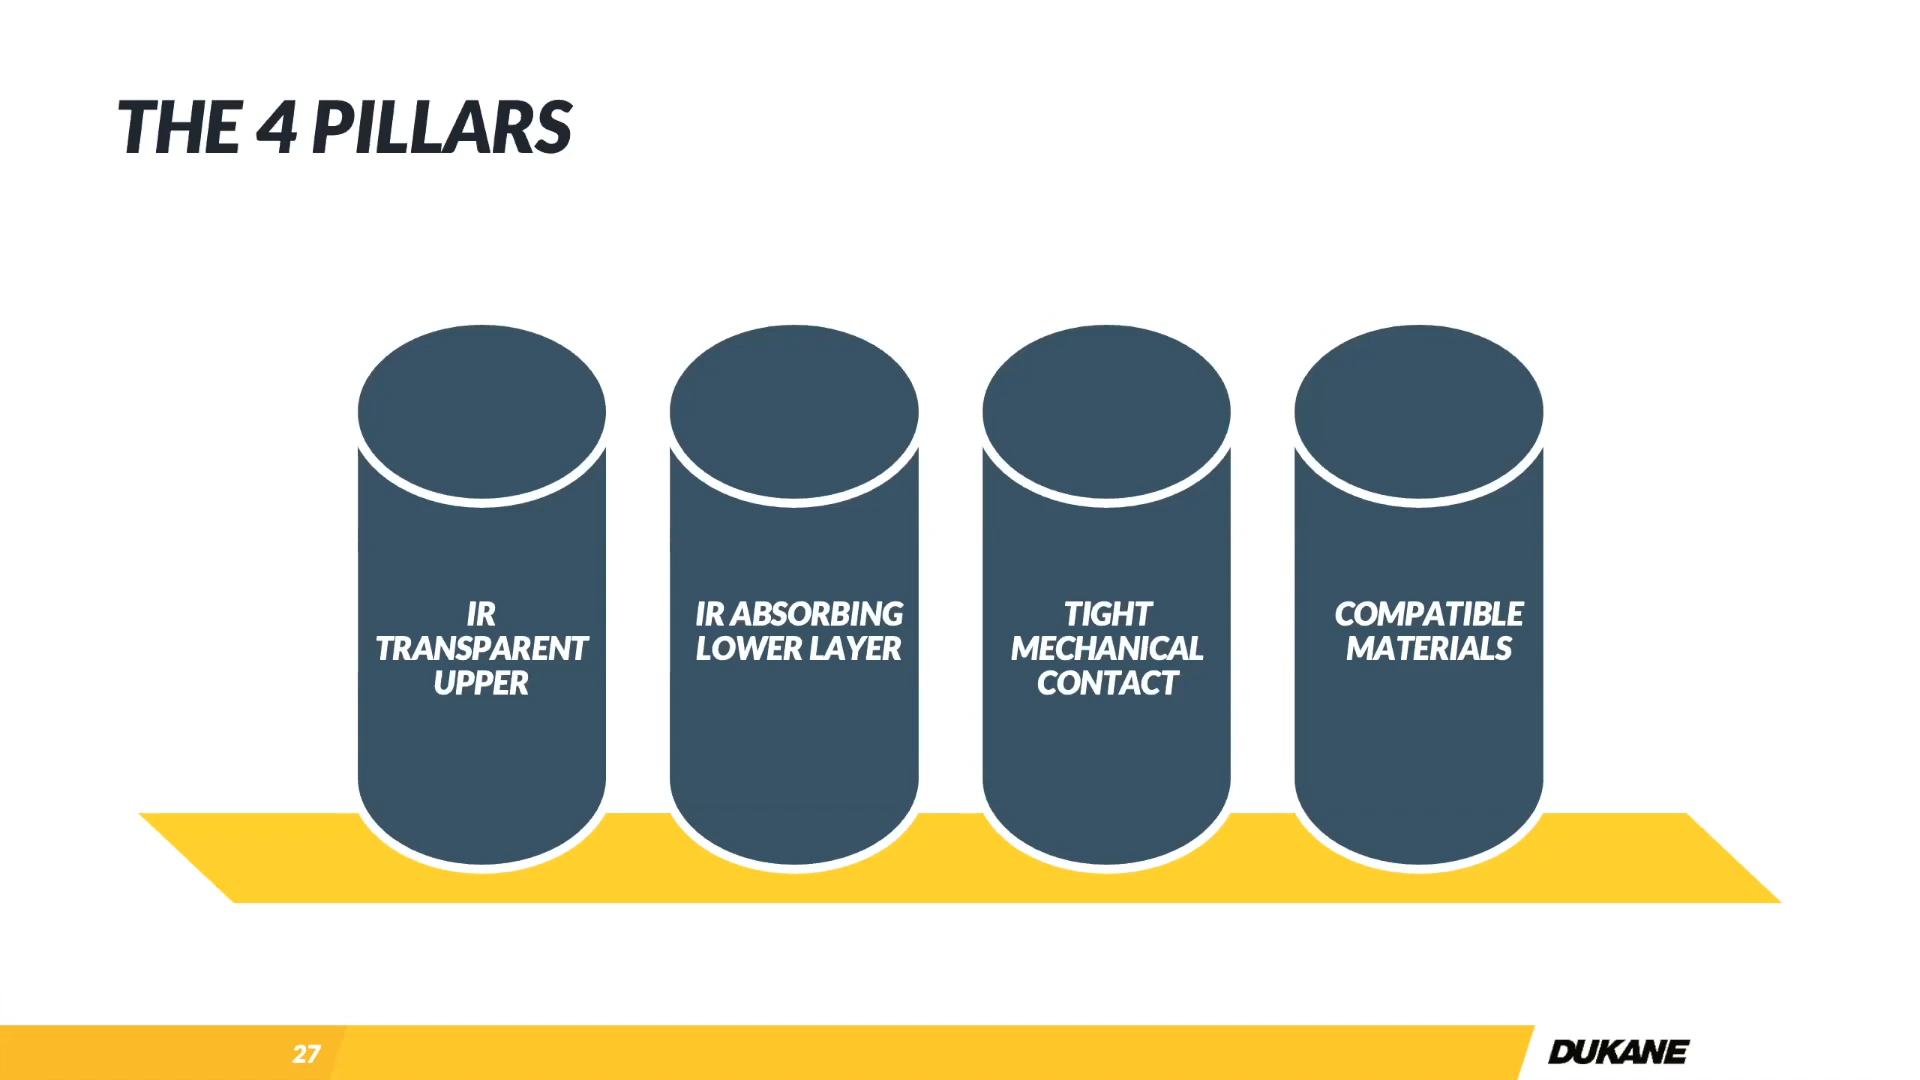 THE 4 PILLARS
IR
TRANSPARENT
UPPER
IR ABSORBING
LOWER LAYER
TIGHT
MECHANICAL
CONTACT
COMPATIBLE
MATERIALS
27
DUKANE